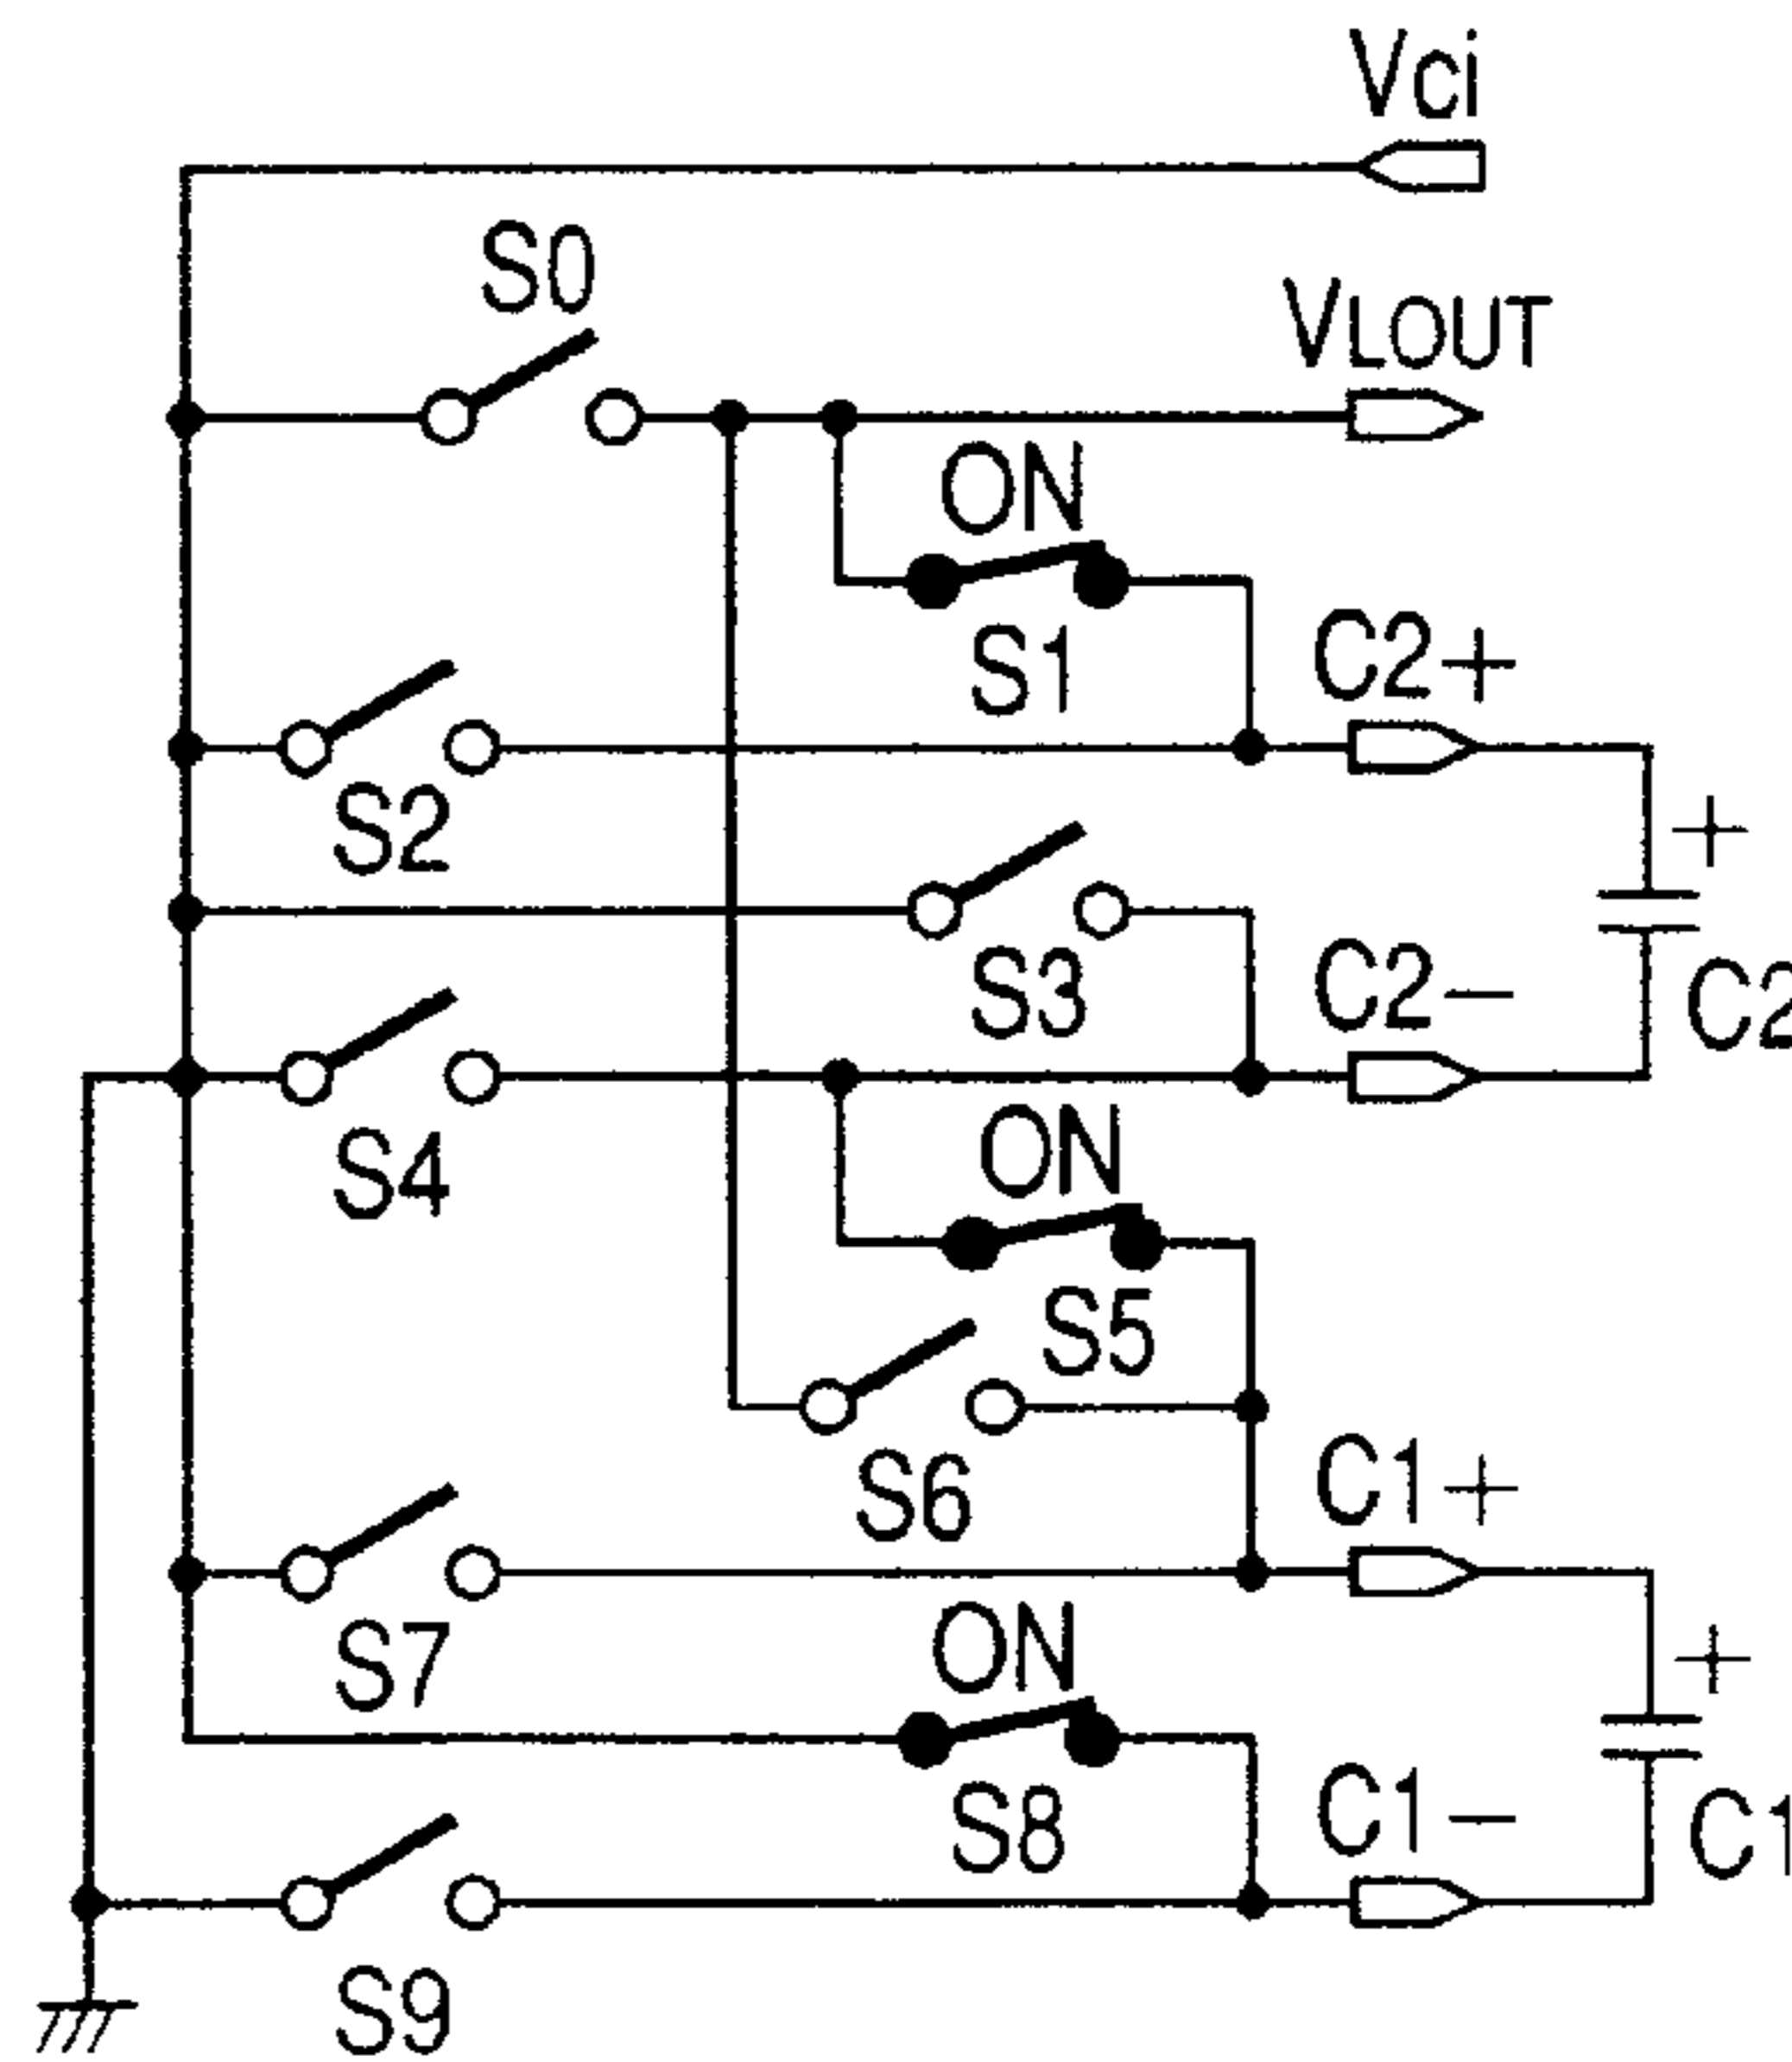 Vci
S0
VLOUT
ON
S1
C2+
S2
+
S3
C2-
C2
S4
ON
S5
S6
C1+
S7
ON
+
S8
C1-
C1
S9